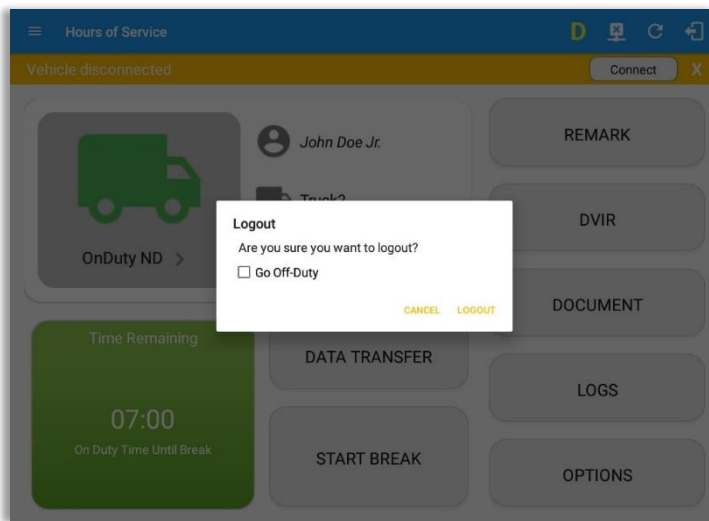 Hours of Service
D
Vehicle disconnected
Connect
X
John Doe Jr.
Truck2
OnDuty ND >
REMARK
DVIR
DOCUMENT
LOGS
OPTIONS
Logout
Are you sure you want to logout?
Go Off-Duty
CANCEL LOGOUT
Time Remaining
07:00
On Duty Time Until Break
DATA TRANSFER
START BREAK